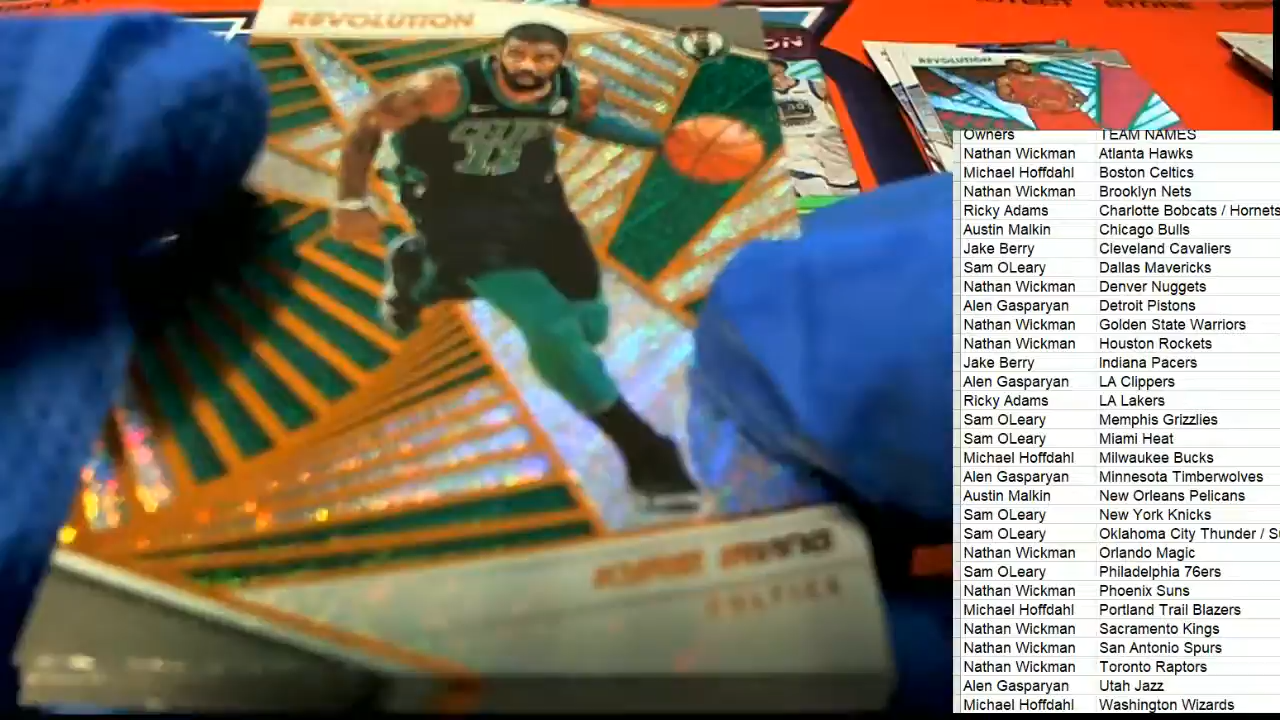 REVOLUTION
CELTICS
11
KYRIE IRVING
CELTICS
REVOLUTION
Owners TEAM NAMES
Nathan Wickman Atlanta Hawks
Michael Hoffdahl Boston Celtics
Nathan Wickman Brooklyn Nets
Ricky Adams Charlotte Bobcats / Hornets
Austin Malkin Chicago Bulls
Jake Berry Cleveland Cavaliers
Sam OLeary Dallas Mavericks
Nathan Wickman Denver Nuggets
Alen Gasparyan Detroit Pistons
Nathan Wickman Golden State Warriors
Nathan Wickman Houston Rockets
Jake Berry Indiana Pacers
Alen Gasparyan LA Clippers
Ricky Adams LA Lakers
Sam OLeary Memphis Grizzlies
Sam OLeary Miami Heat
Michael Hoffdahl Milwaukee Bucks
Alen Gasparyan Minnesota Timberwolves
Austin Malkin New Orleans Pelicans
Sam OLeary New York Knicks
Sam OLeary Oklahoma City Thunder / S
Nathan Wickman Orlando Magic
Sam OLeary Philadelphia 76ers
Nathan Wickman Phoenix Suns
Michael Hoffdahl Portland Trail Blazers
Nathan Wickman Sacramento Kings
Nathan Wickman San Antonio Spurs
Nathan Wickman Toronto Raptors
Alen Gasparyan Utah Jazz
Michael Hoffdahl Washington Wizards